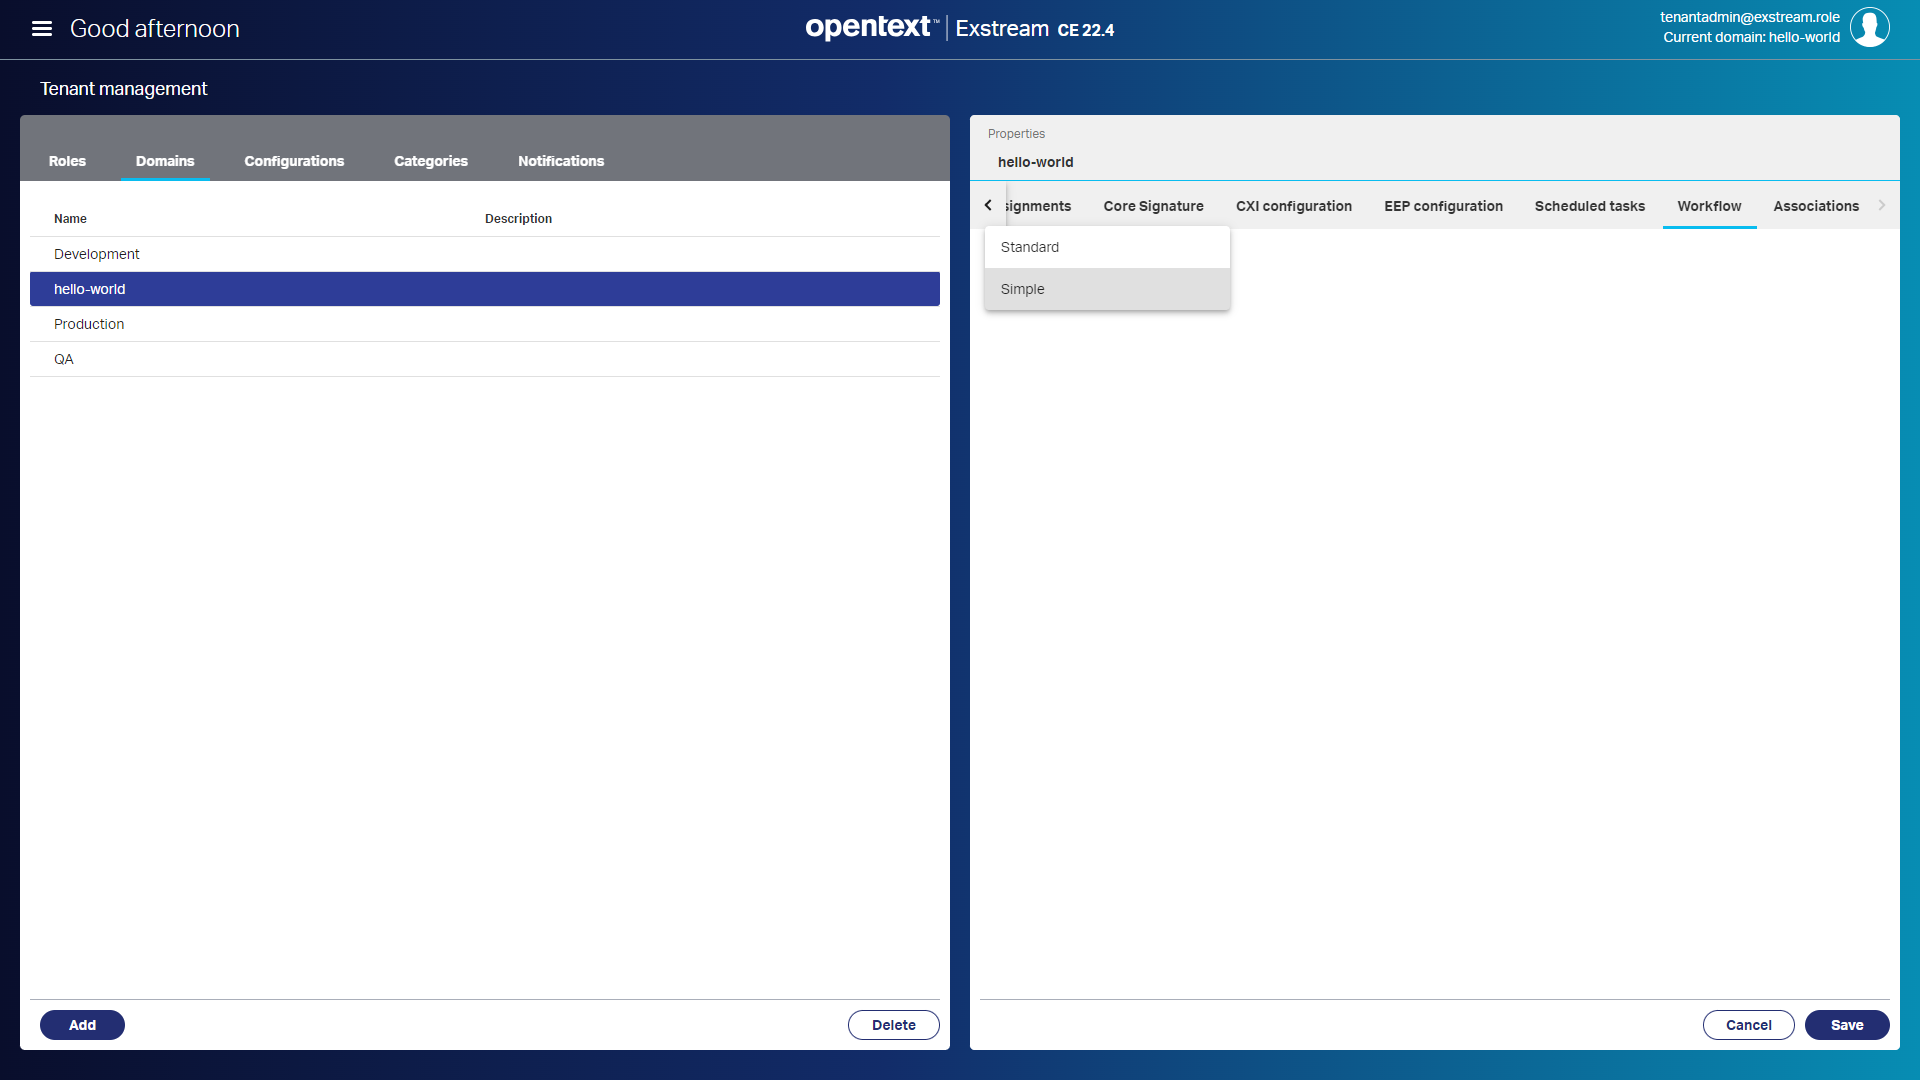 Good afternoon
opentext™ | Exstream CE 22.4
tenantadmin@exstream.role
Current domain: hello-world
Tenant management
Roles Domains Configurations Categories Notifications
Name Description
Development
hello-world
Production
QA
Add Delete
Properties
hello-world
signments Core Signature CXI configuration EEP configuration Scheduled tasks Workflow Associations
Standard
Simple
Cancel Save